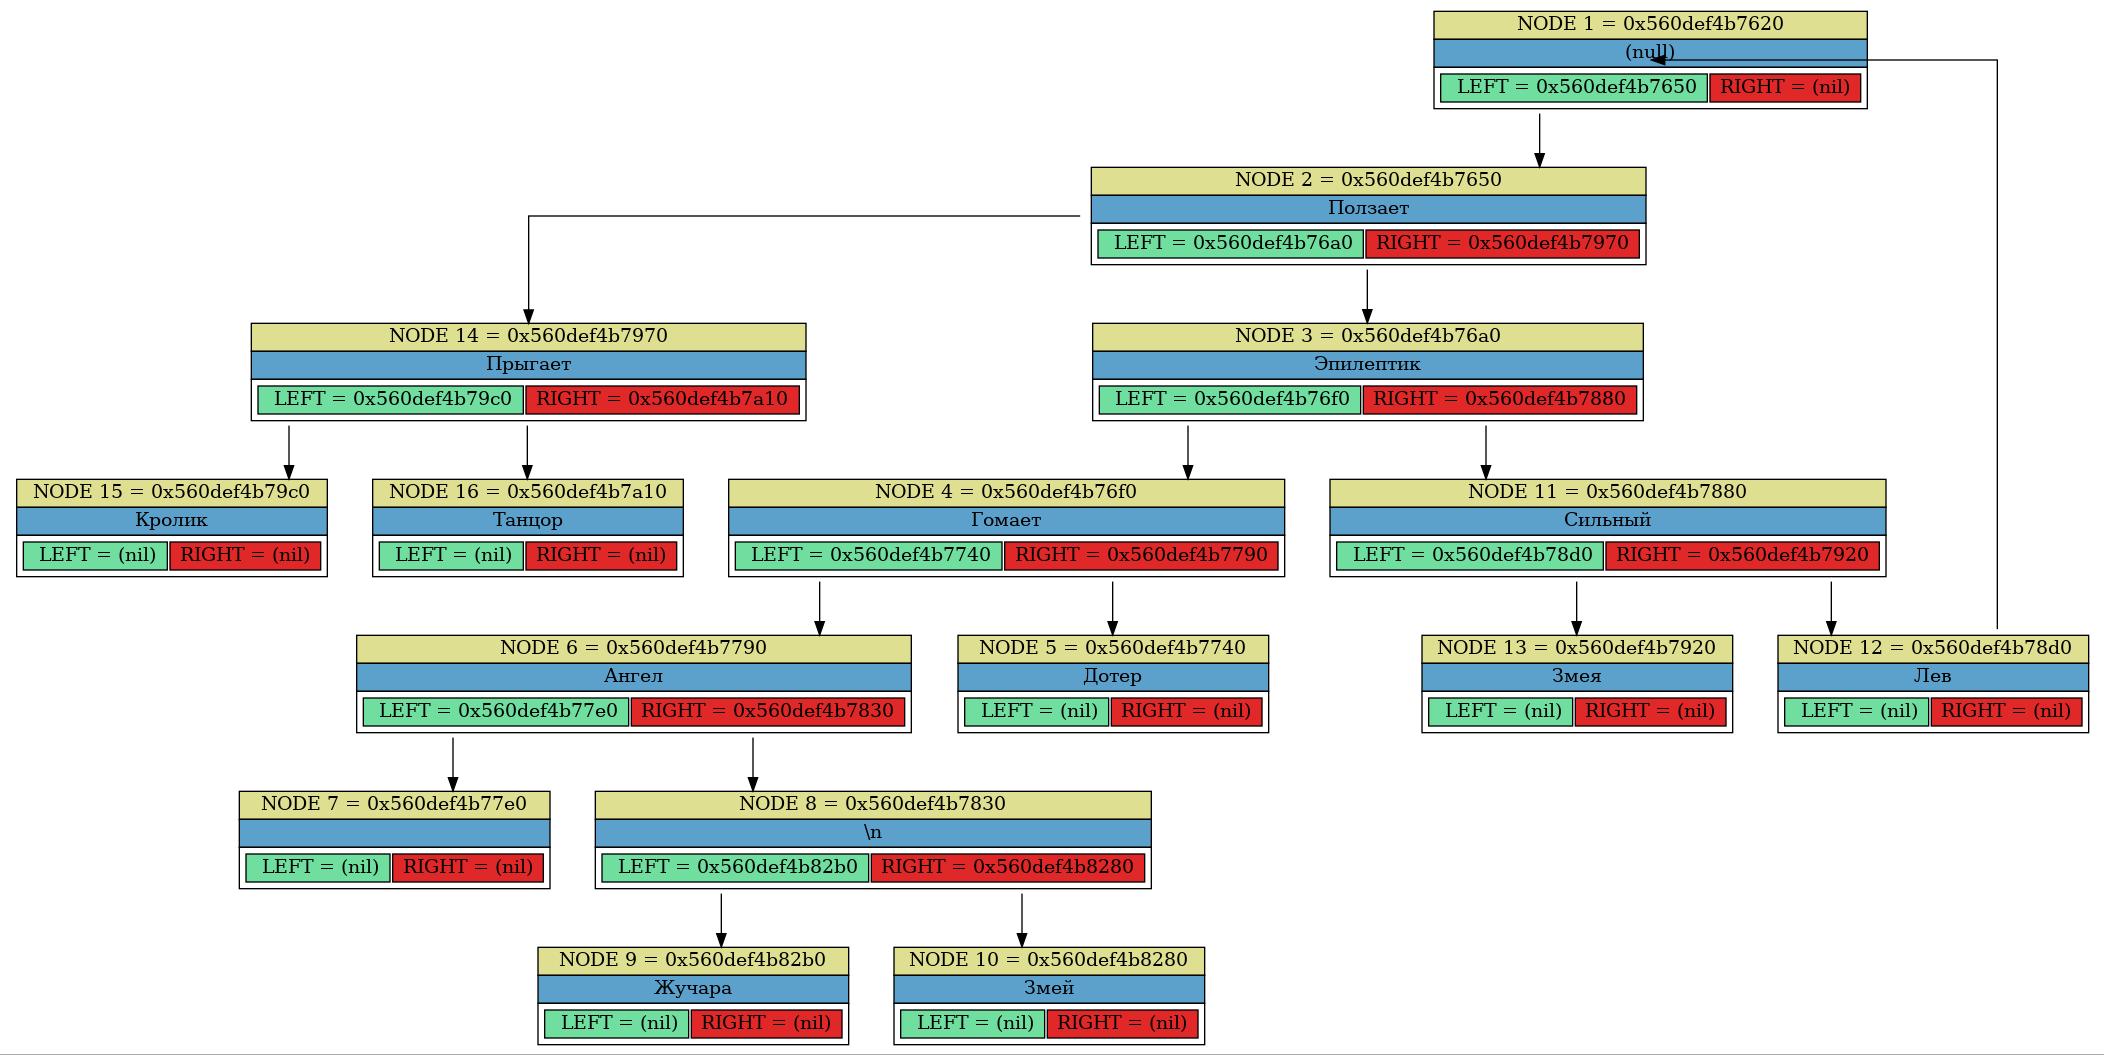 NODE 1 = 0x560def4b7620
(null)
LEFT = 0x560def4b7650 RIGHT = (nil)
NODE 2 = 0x560def4b7650
Ползает
LEFT = 0x560def4b76a0 RIGHT = 0x560def4b7970
NODE 14 = 0x560def4b7970
Прыгает
LEFT = 0x560def4b79c0 RIGHT = 0x560def4b7a10
NODE 3 = 0x560def4b76a0
Эпилептик
LEFT = 0x560def4b76f0 RIGHT = 0x560def4b7880
NODE 15 = 0x560def4b79c0
Кролик
LEFT = (nil) RIGHT = (nil)
NODE 16 = 0x560def4b7a10
Танцор
LEFT = (nil) RIGHT = (nil)
NODE 4 = 0x560def4b76f0
Гомает
LEFT = 0x560def4b7740 RIGHT = 0x560def4b7790
NODE 11 = 0x560def4b7880
Сильный
LEFT = 0x560def4b78d0 RIGHT = 0x560def4b7920
NODE 6 = 0x560def4b7790
Ангел
LEFT = 0x560def4b77e0 RIGHT = 0x560def4b7830
NODE 5 = 0x560def4b7740
Дотер
LEFT = (nil) RIGHT = (nil)
NODE 13 = 0x560def4b7920
Змея
LEFT = (nil) RIGHT = (nil)
NODE 12 = 0x560def4b78d0
Лев
LEFT = (nil) RIGHT = (nil)
NODE 7 = 0x560def4b77e0
LEFT = (nil) RIGHT = (nil)
NODE 8 = 0x560def4b7830
\n
LEFT = 0x560def4b82b0 RIGHT = 0x560def4b8280
NODE 9 = 0x560def4b82b0
Жучара
LEFT = (nil) RIGHT = (nil)
NODE 10 = 0x560def4b8280
Змей
LEFT = (nil) RIGHT = (nil)